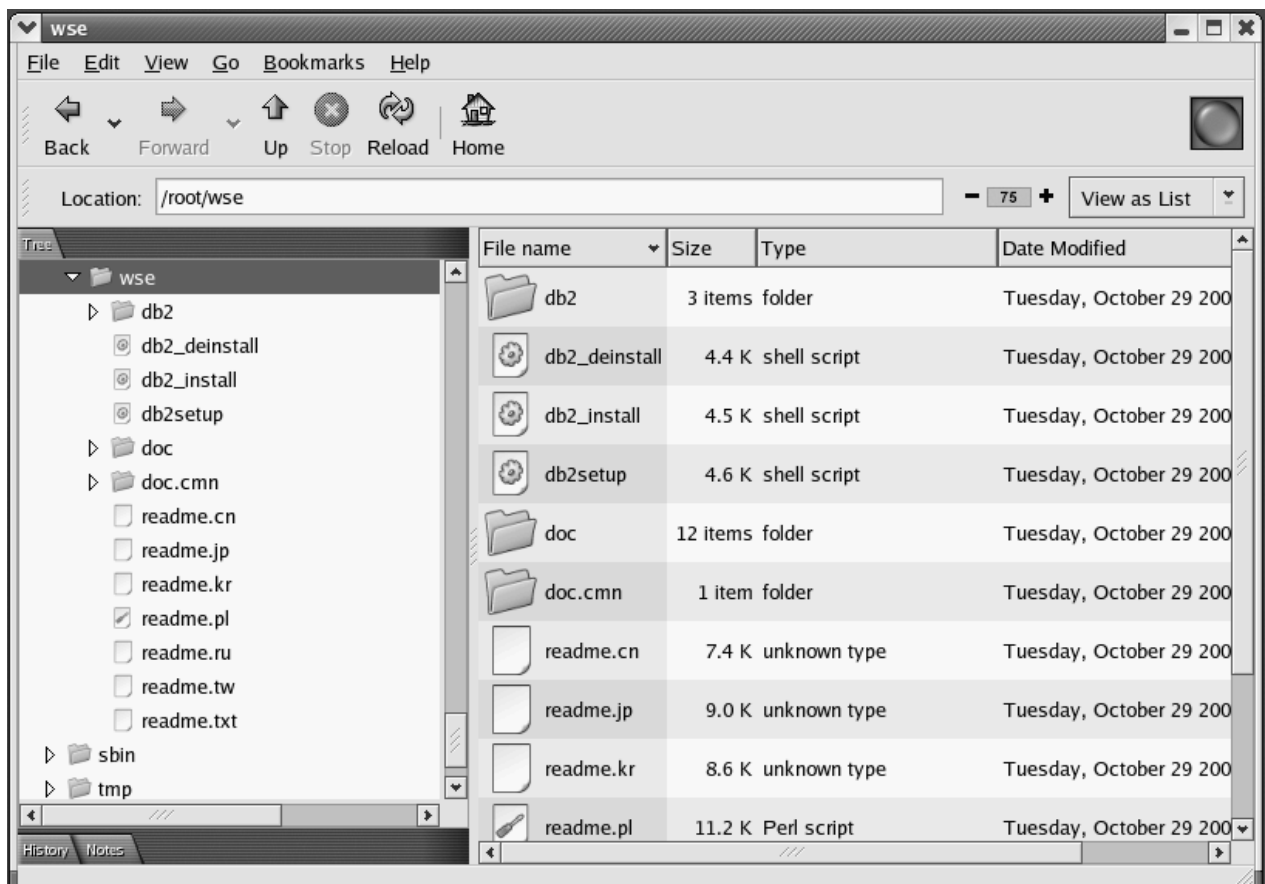 wse
File Edit View Go Bookmarks Help
Back Forward Up Stop Reload Home
Location: /root/wse 75 View as List
Tree
wse
db2
db2_deinstall
db2_install
db2setup
doc
doc.cmn
readme.cn
readme.jp
readme.kr
readme.pl
readme.ru
readme.tw
readme.txt
sbin
tmp
History Notes
File name Size Type Date Modified
db2 3 items folder Tuesday, October 29 200
db2_deinstall 4.4 K shell script Tuesday, October 29 200
db2_install 4.5 K shell script Tuesday, October 29 200
db2setup 4.6 K shell script Tuesday, October 29 200
doc 12 items folder Tuesday, October 29 200
doc.cmn 1 item folder Tuesday, October 29 200
readme.cn 7.4 K unknown type Tuesday, October 29 200
readme.jp 9.0 K unknown type Tuesday, October 29 200
readme.kr 8.6 K unknown type Tuesday, October 29 200
readme.pl 11.2 K Perl script Tuesday, October 29 200